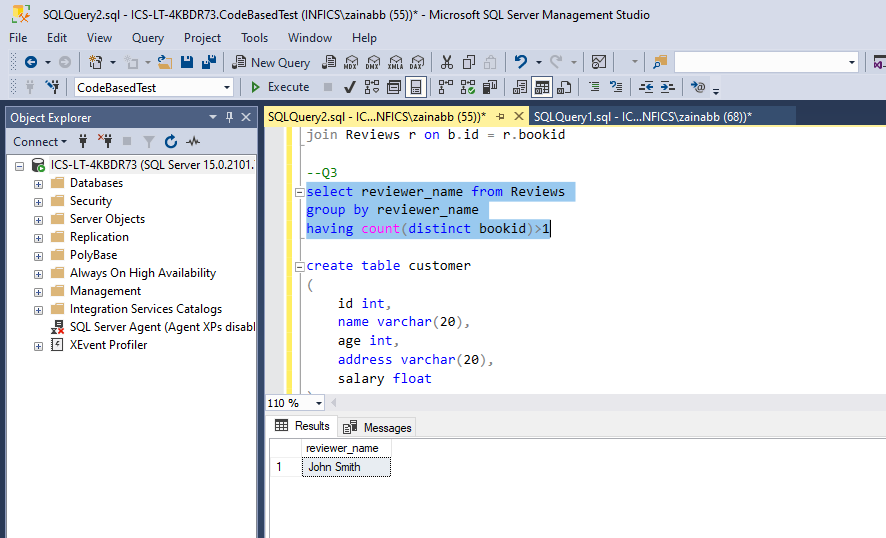 SQLQuery2.sql - ICS-LT-4KBDR73.CodeBasedTest (INFICS\zainabb (55))* - Microsoft SQL Server Management Studio
File Edit View Query Project Tools Window Help
New Query MDX DMX XMLA DAX
CodeBasedTest Execute
Object Explorer
SQLQuery2.sql - IC...NFICS\zainabb (55))* SQLQuery1.sql - IC...NFICS\zainabb (68))*
Connect
ICS-LT-4KBDR73 (SQL Server 15.0.2101.
Databases
Security
Server Objects
Replication
PolyBase
Always On High Availability
Management
Integration Services Catalogs
SQL Server Agent (Agent XPs disabl
XEvent Profiler
join Reviews r on b.id = r.bookid
--Q3
select reviewer_name from Reviews
group by reviewer_name
having count(distinct bookid)>1
create table customer
(
id int,
name varchar(20),
age int,
address varchar(20),
salary float
110 %
Results Messages
reviewer_name
1 John Smith